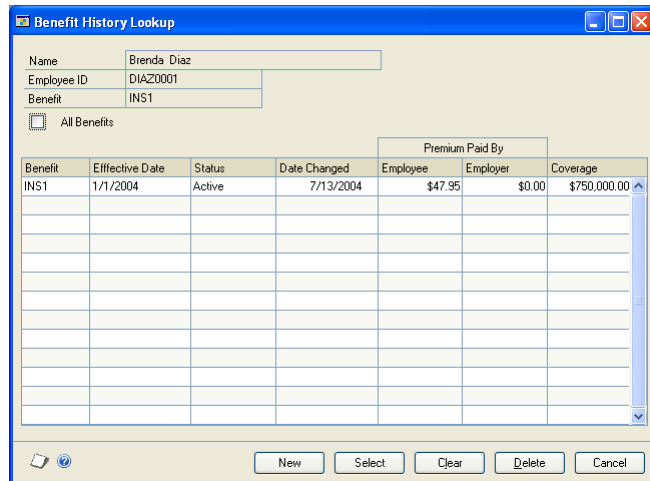 Benefit History Lookup
Name Brenda Diaz
Employee ID DIAZ0001
Benefit INS1
All Benefits
Premium Paid By
Benefit Efffective Date Status Date Changed Employee Employer Coverage
INS1 1/1/2004 Active 7/13/2004 $47.95 $0.00 $750,000.00
New Select Clear Delete Cancel